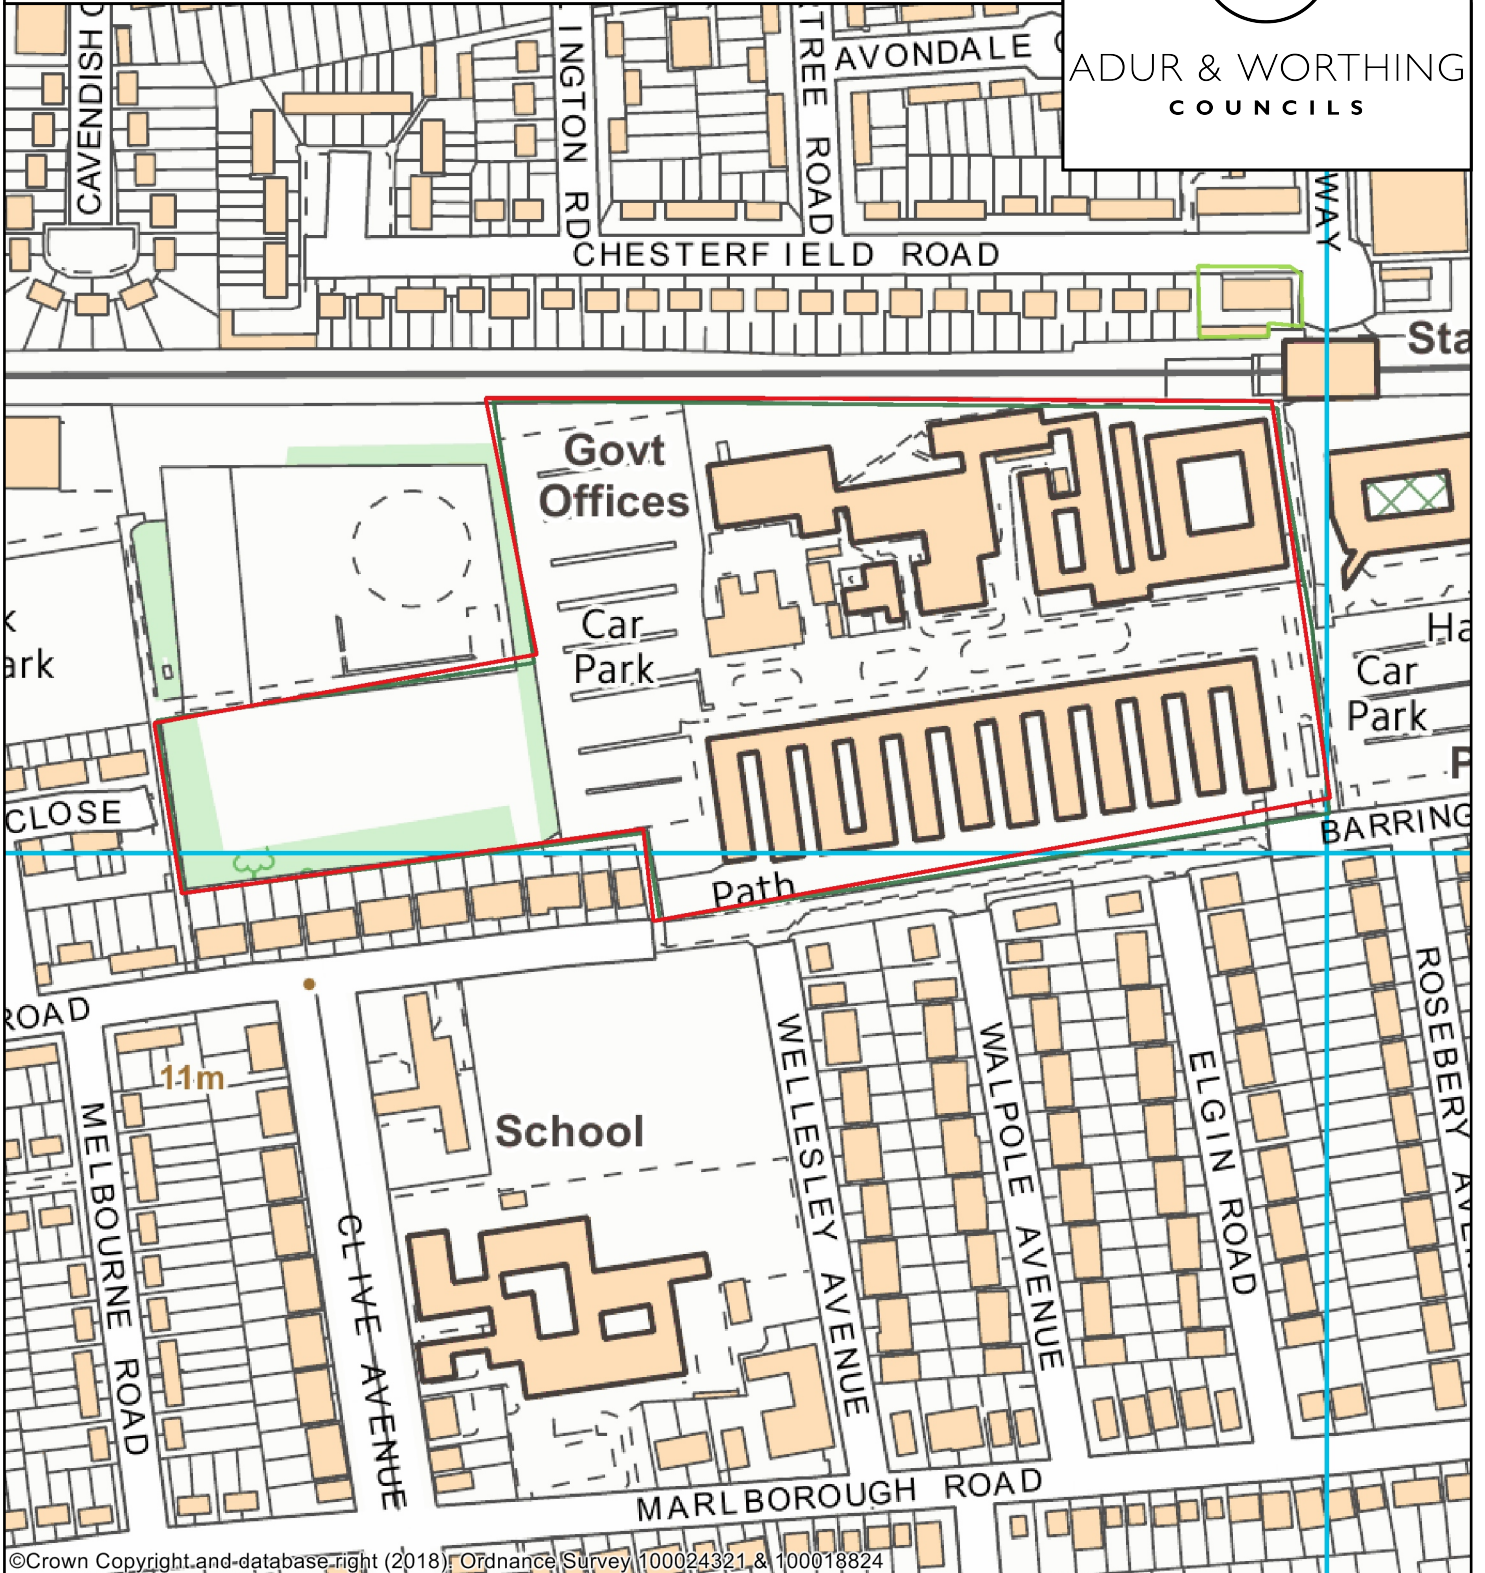 ADUR & WORTHING
COUNCILS
CAVENDISH
INGTON RD
TREE ROAD
AVONDALE
WAY
CHESTERFIELD ROAD
Sta
Govt
Offices
Car
Park
ark
Ha
Car
Park
P
CLOSE
BARRING
Path
ROAD
11m
School
MELBOURNE ROAD
CLIVE AVENUE
WELLESLEY AVENUE
WALPOLE AVENUE
ELGIN ROAD
ROSEBERY AVE
MARLBOROUGH ROAD
©Crown Copyright and database right (2018). Ordnance Survey 100024321 & 100018824